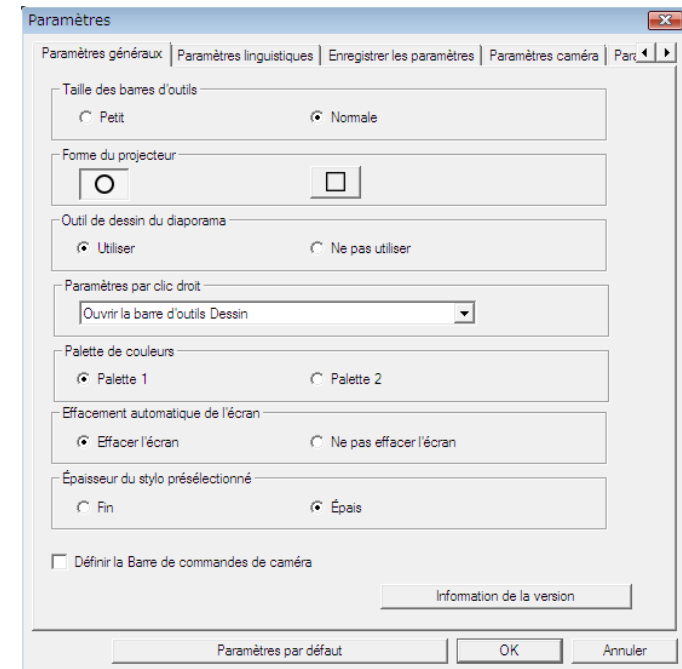 Paramètres
Paramètres généraux Paramètres linguistiques Enregistrer les paramètres Paramètres caméra Para
Taille des barres d'outils
Petit Normale
Forme du projecteur
Outil de dessin du diaporama
Utiliser Ne pas utiliser
Paramètres par clic droit
Ouvrir la barre d'outils Dessin
Palette de couleurs
Palette 1 Palette 2
Effacement automatique de l'écran
Effacer l'écran Ne pas effacer l'écran
Épaisseur du stylo présélectionné
Fin Épais
Définir la Barre de commandes de caméra
Information de la version
Paramètres par défaut OK Annuler